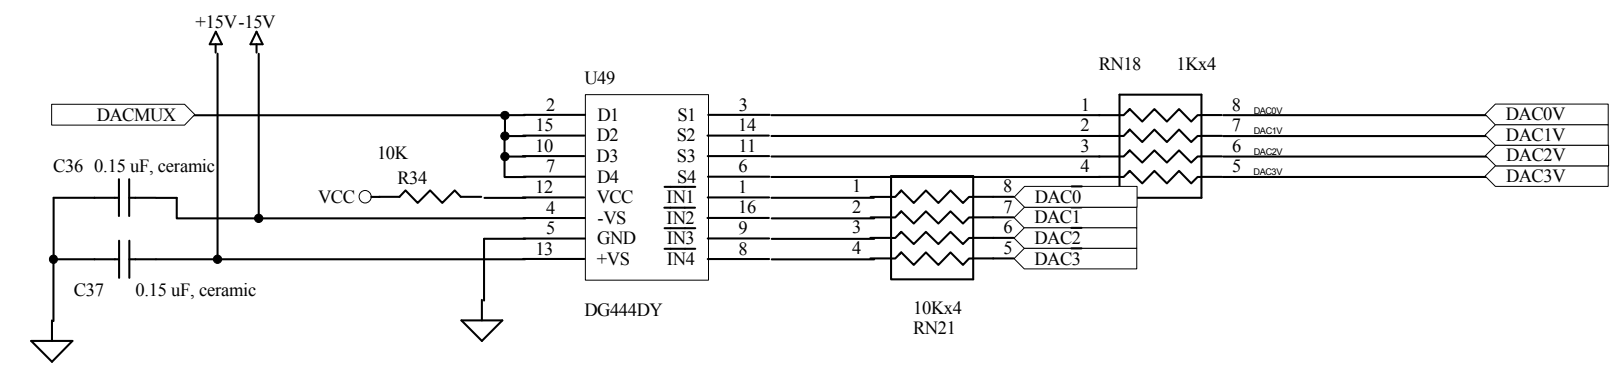 +15V -15V
U49
RN18 1Kx4
DACMUX
2 D1 S1 3 1 8 DAC0V DAC0V
15 D2 S2 14 2 7 DAC1V DAC1V
10 D3 S3 11 3 6 DAC2V DAC2V
7 D4 S4 6 4 5 DAC3V DAC3V
C36 0.15 uF, ceramic
10K
R34
VCC
12 VCC IN1 1 1 8 DAC0
4 -VS IN2 16 2 7 DAC1
5 GND IN3 9 3 6 DAC2
13 +VS IN4 8 4 5 DAC3
C37 0.15 uF, ceramic
DG444DY
10Kx4
RN21